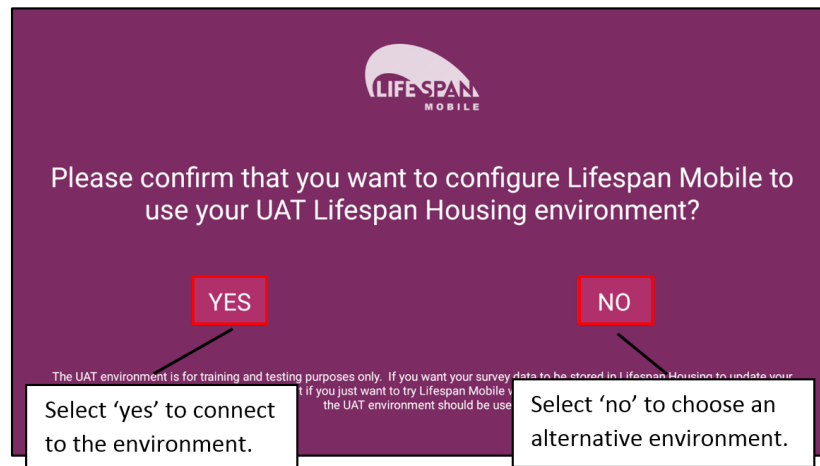 LIFESPAN
MOBILE
Please confirm that you want to configure Lifespan Mobile to
use your UAT Lifespan Housing environment?
YES
NO
The UAT environment is for training and testing purposes only. If you want your survey data to be stored in Lifespan Housing to update your
t if you just want to try Lifespan Mobile w
the UAT environment should be use
Select ‘yes’ to connect
to the environment.
Select ‘no’ to choose an
alternative environment.